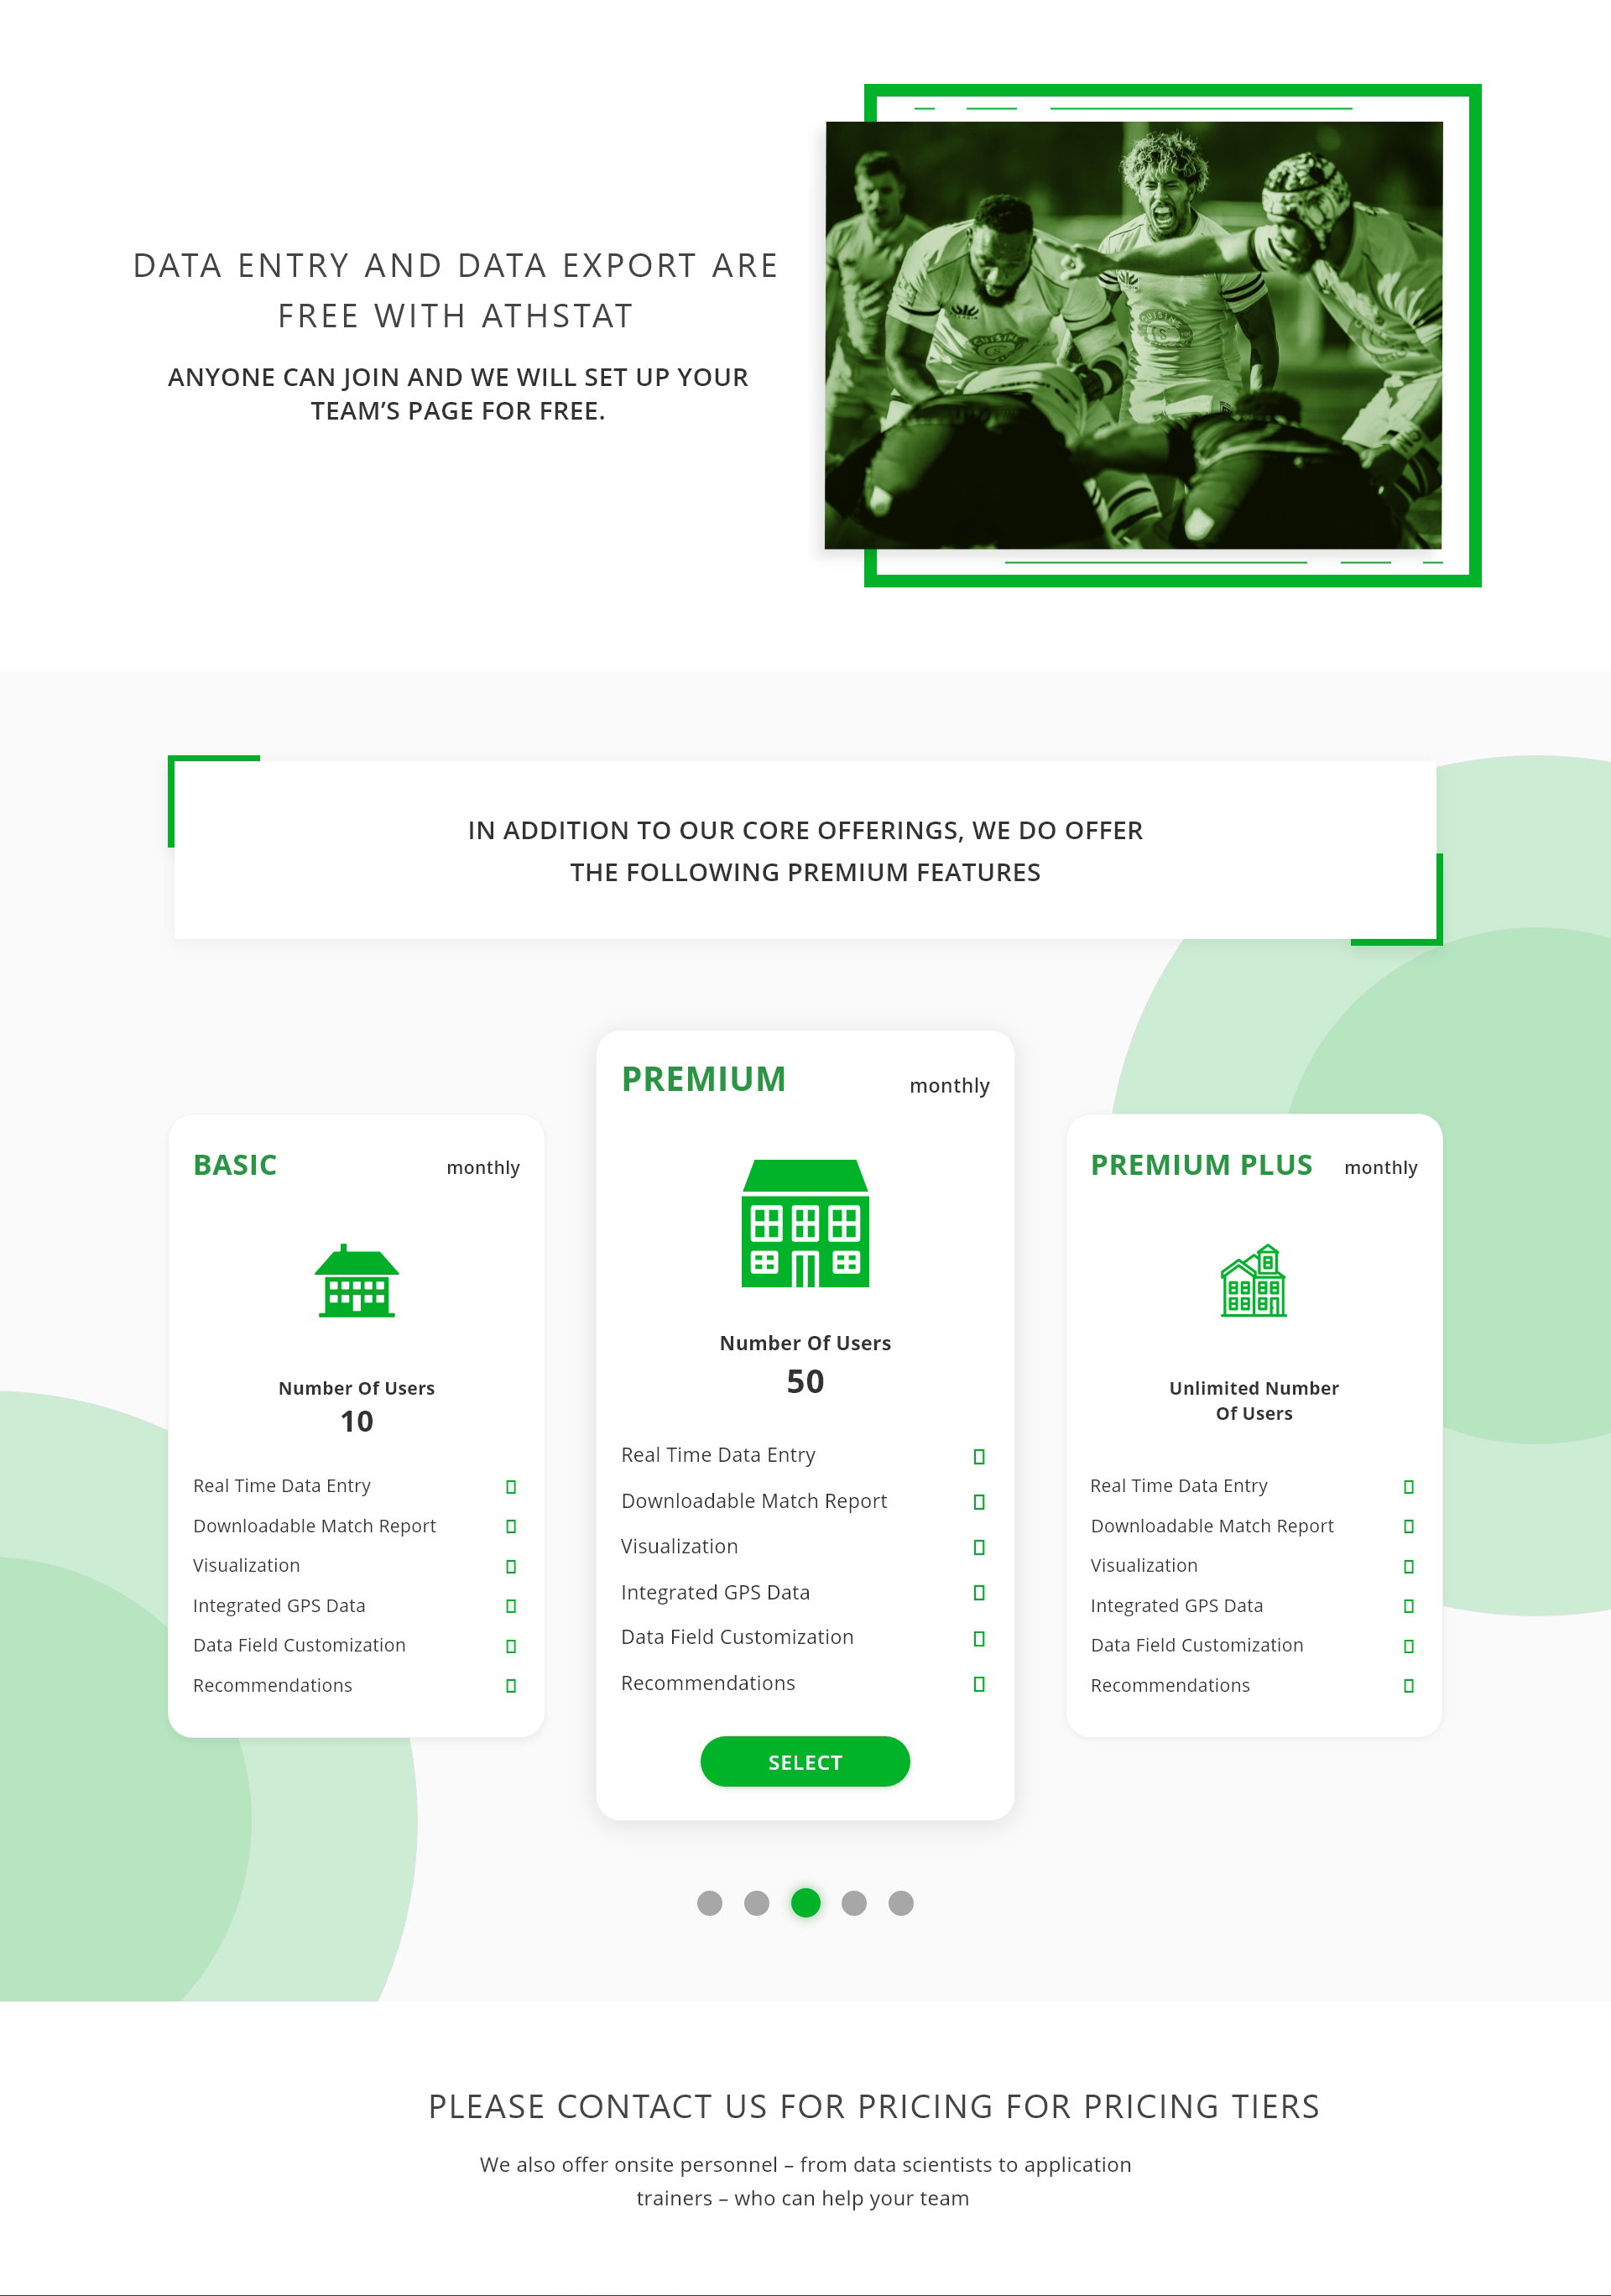 DATA ENTRY AND DATA EXPORT ARE
FREE WITH ATHSTAT
ANYONE CAN JOIN AND WE WILL SET UP YOUR
TEAM’S PAGE FOR FREE.
IN ADDITION TO OUR CORE OFFERINGS, WE DO OFFER
THE FOLLOWING PREMIUM FEATURES
BASIC monthly
Number Of Users
10
Real Time Data Entry
Downloadable Match Report
Visualization
Integrated GPS Data
Data Field Customization
Recommendations
PREMIUM monthly
Number Of Users
50
Real Time Data Entry
Downloadable Match Report
Visualization
Integrated GPS Data
Data Field Customization
Recommendations
SELECT
PREMIUM PLUS monthly
Unlimited Number
Of Users
Real Time Data Entry
Downloadable Match Report
Visualization
Integrated GPS Data
Data Field Customization
Recommendations
PLEASE CONTACT US FOR PRICING FOR PRICING TIERS
We also offer onsite personnel – from data scientists to application
trainers – who can help your team